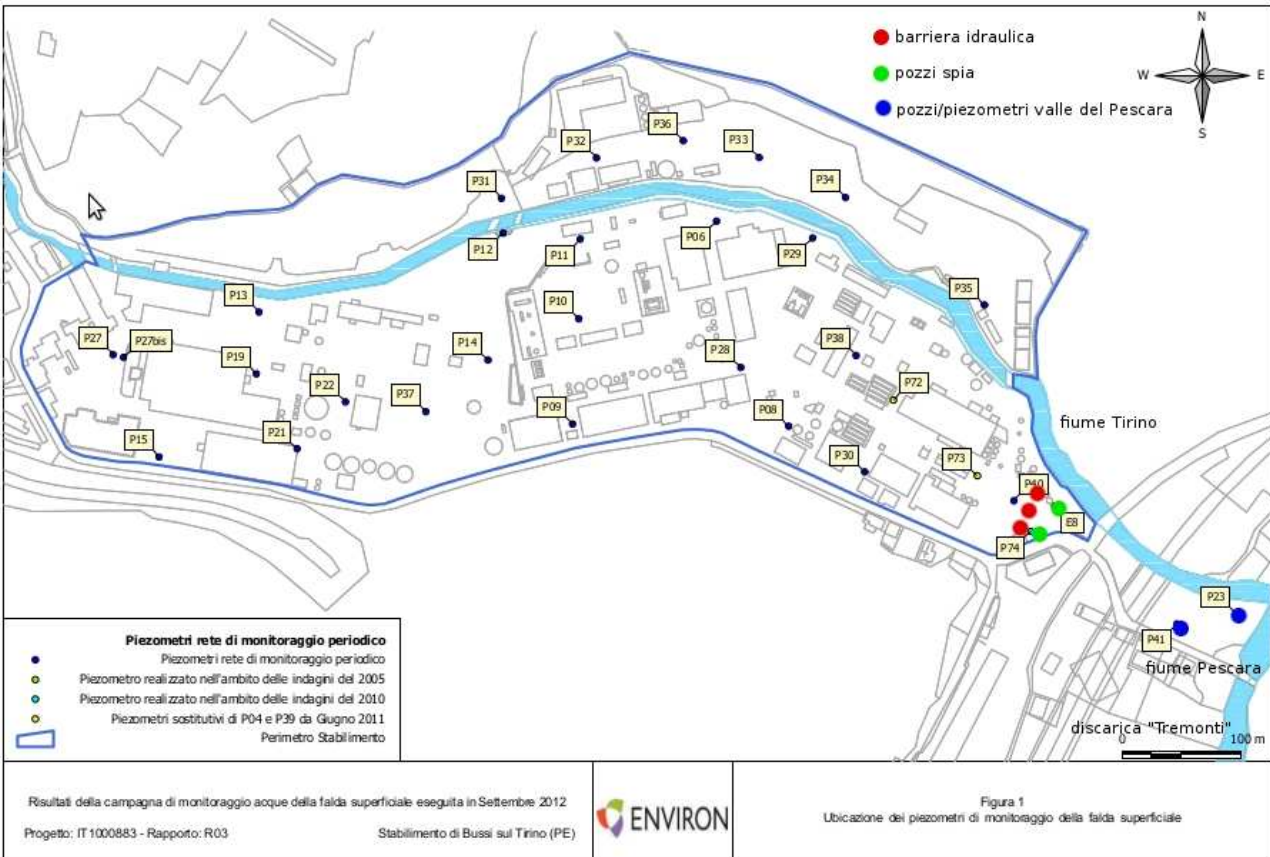 barriera idraulica
pozzi spia
pozzi/piezometri valle del Pescara
N
W
E
S
P36
P32
P33
P31
P34
P12
P11
P06
P29
P13
P10
P35
P27
P27bis
P19
P14
P28
P38
P22
P37
P72
P09
P08
fiume Tirino
P15
P21
P30
P73
P40
E8
P74
P23
P41
fiume Pescara
discarica "Tremonti"
0
100 m
Piezometri rete di monitoraggio periodico
Piezometri rete di monitoraggio periodico
Piezometro realizzato nell'ambito delle indagini del 2005
Piezometro realizzato nell'ambito delle indagini del 2010
Piezometri sostitutivi di P04 e P39 da Giugno 2011
Perimetro Stabilimento
Risultati della campagna di monitoraggio acque della falda superficiale eseguita in Settembre 2012
Progetto: IT1000883 - Rapporto: R03
Stabilimento di Bussi sul Tirino (PE)
ENVIRON
Figura 1
Ubicazione dei piezometri di monitoraggio della falda superficiale